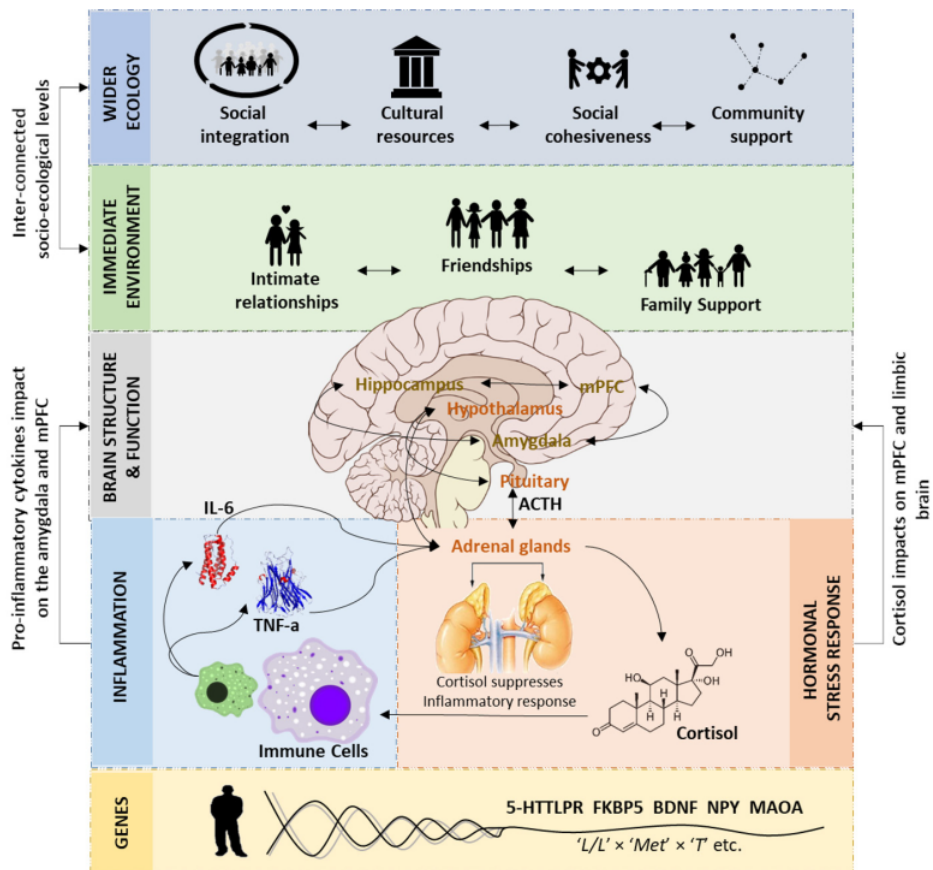 Inter-connected
socio-ecological levels
WIDER
ECOLOGY
Social
integration
Cultural
resources
Social
cohesiveness
Community
support
IMMEDIATE
ENVIRONMENT
Intimate
relationships
Friendships
Family Support
Pro-inflammatory cytokines impact
on the amygdala and mPFC
BRAIN STRUCTURE
& FUNCTION
Hippocampus
mPFC
Hypothalamus
Amygdala
Pituitary
ACTH
Cortisol impacts on mPFC and limbic
brain
INFLAMMATION
IL-6
TNF-a
Immune Cells
Adrenal glands
Cortisol suppresses
Inflammatory response
O
OH
HO
OH
H
H
H
O
Cortisol
HORMONAL
STRESS RESPONSE
GENES
5-HTTLPR FKBP5 BDNF NPY MAOA
‘L/L’ × ‘Met’ × ‘T’ etc.